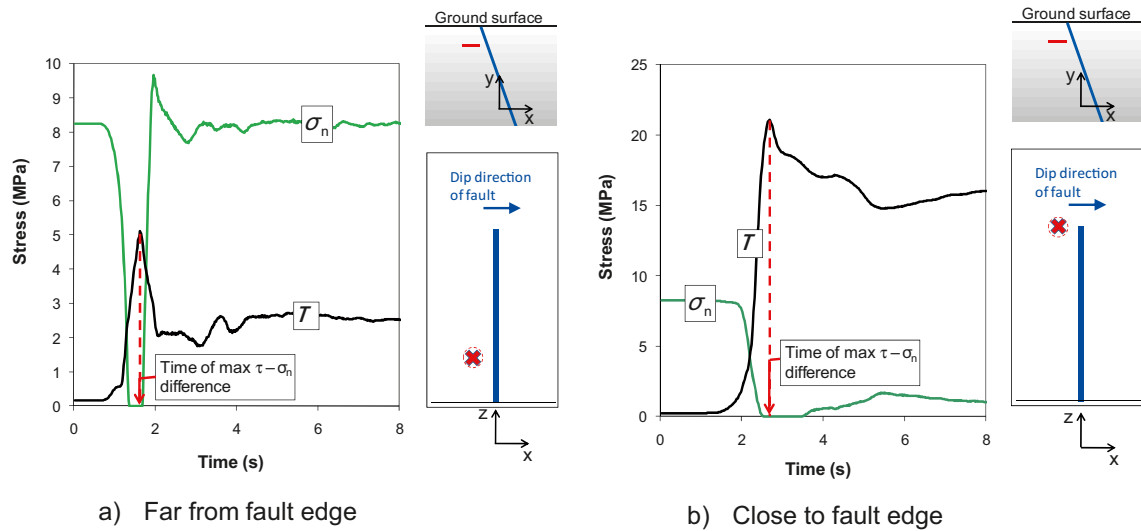 Ground surface
y
x
10
9
8
7
6
5
4
3
2
1
0
Stress (MPa)
σn
τ
Time of max τ – σn
difference
0
2
4
6
8
Time (s)
Dip direction
of fault
z
x
a) Far from fault edge
Ground surface
y
x
25
20
15
10
5
0
Stress (MPa)
τ
σn
Time of max τ – σn
difference
0
2
4
6
8
Time (s)
Dip direction
of fault
z
x
b) Close to fault edge